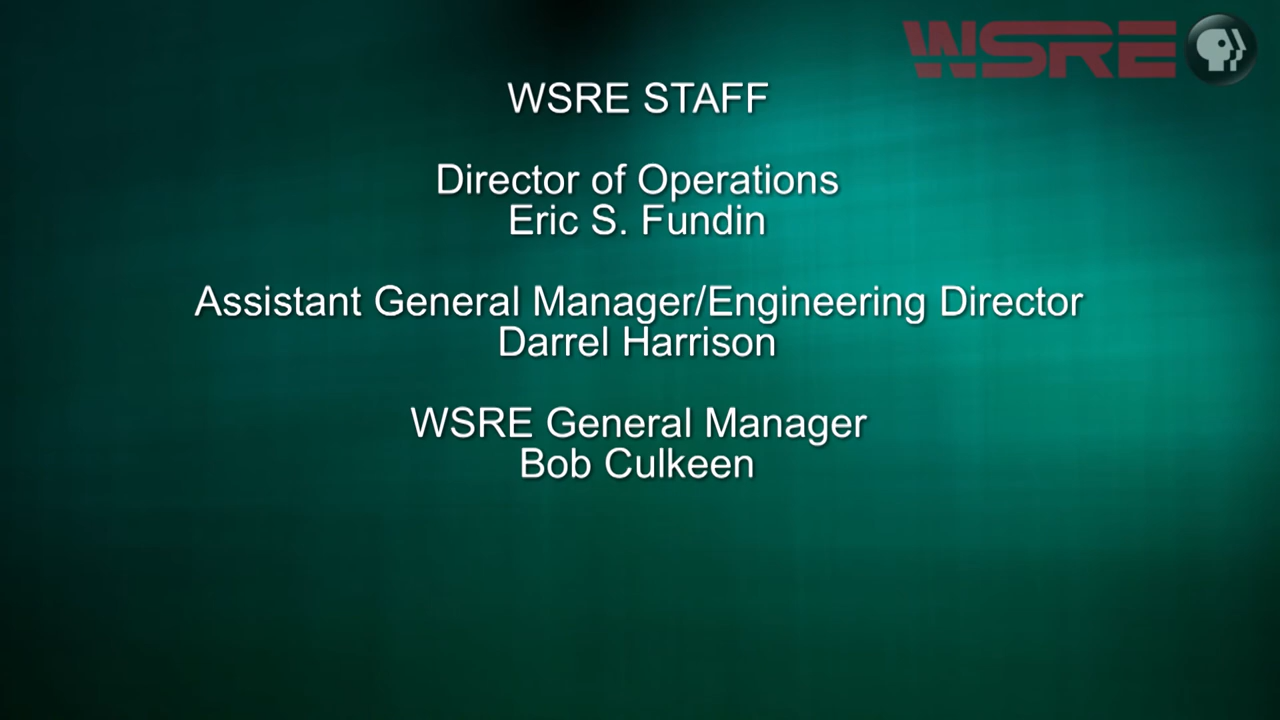 WSRE
WSRE STAFF
Director of Operations
Eric S. Fundin
Assistant General Manager/Engineering Director
Darrel Harrison
WSRE General Manager
Bob Culkeen